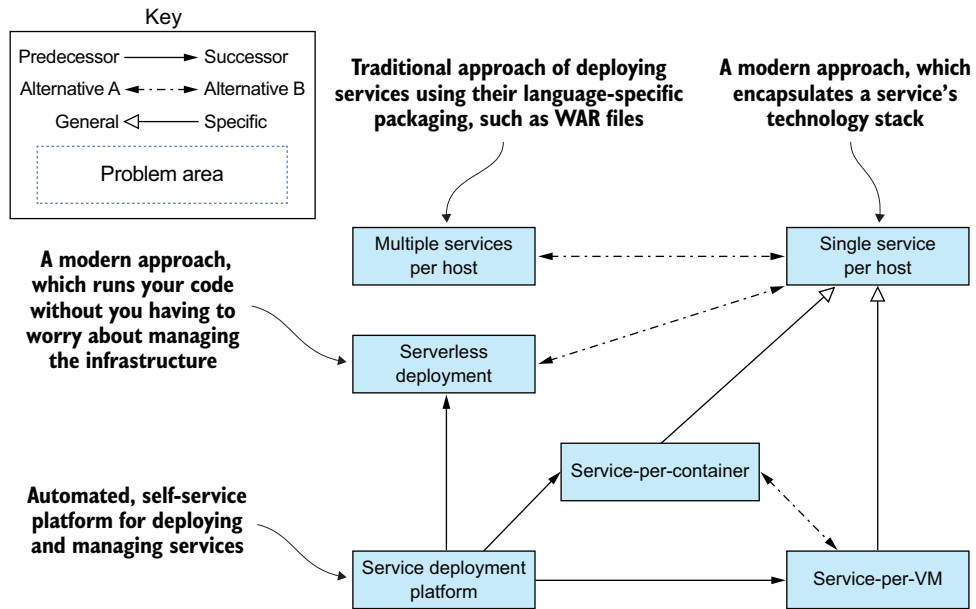 Key
Predecessor
Successor
Alternative A
Alternative B
General
Specific
Problem area
Traditional approach of deploying
services using their language-specific
packaging, such as WAR files
A modern approach, which
encapsulates a service's
technology stack
Multiple services
per host
Single service
per host
A modern approach,
which runs your code
without you having to
worry about managing
the infrastructure
Serverless
deployment
Service-per-container
Automated, self-service
platform for deploying
and managing services
Service deployment
platform
Service-per-VM